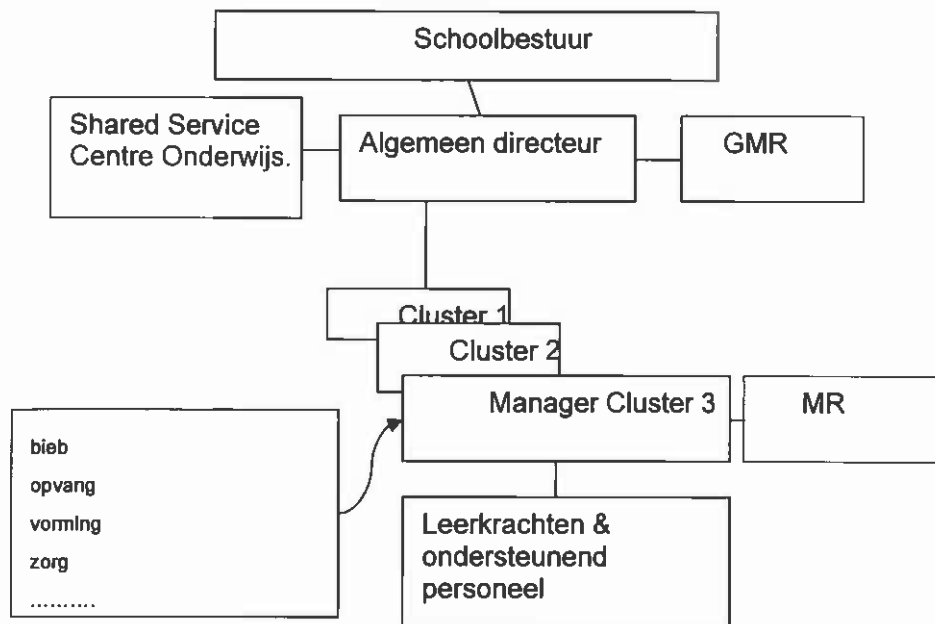 Schoolbestuur
Shared Service
Centre Onderwijs.
Algemeen directeur
GMR
Cluster 1
Cluster 2
Manager Cluster 3
MR
bieb
opvang
vorming
zorg
..........
Leerkrachten &
ondersteunend
personeel